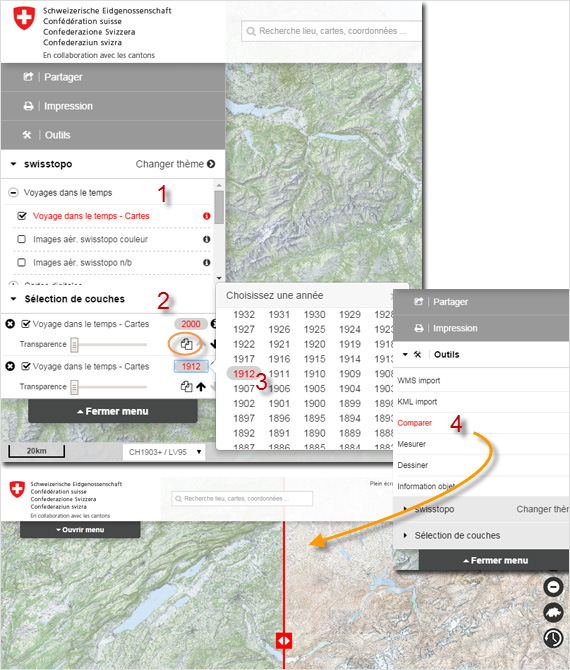 Schweizerische Eidgenossenschaft
Confédération suisse
Confederazione Svizzera
Confederaziun svizra
En collaboration avec les cantons
Recherche lieu, cartes, coordonnées ...
Partager
Impression
Outils
swisstopo Changer thème
Voyages dans le temps 1
Voyage dans le temps - Cartes
Images aér. swisstopo couleur
Images aér. swisstopo n/b
Sélection de couches 2
Voyage dans le temps - Cartes 2000
Transparence
Voyage dans le temps - Cartes 1912
Transparence
Fermer menu
20km CH1903+ / LV95
Choisissez une année
1932 1931 1930 1929 1928
1927 1926 1925 1924 1923
1922 1921 1920 1919 1918
1917 1916 1915 1914 1913
1912 1911 1910 1909 1908
3
1907 1906 1905 1904 1903
1902 1901 1900 1899 1898
1897 1896 1895 1894 1893
1892 1891 1890 1889 1888
1887 1886 1885 1884 1883
Partager
Impression
Outils
WMS import
KML import
Comparer 4
Mesurer
Dessiner
Information objet
swisstopo Changer thè
Sélection de couches
Fermer menu
Schweizerische Eidgenossenschaft
Confédération suisse
Confederazione Svizzera
Confederaziun svizra
En collaboration avec les cantons
Recherche lieu, cartes, coordonnées ...
Plein écr
Ouvrir menu